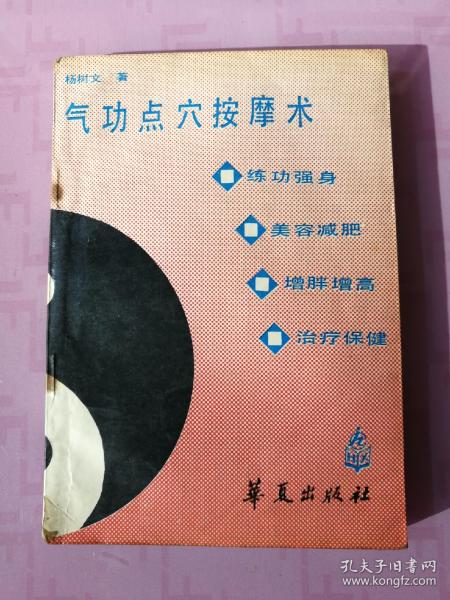 杨树文 著
气功点穴按摩术
练功强身
美容减肥
增胖增高
治疗保健
華夏出版社
孔夫子旧书网
www.kongfz.com